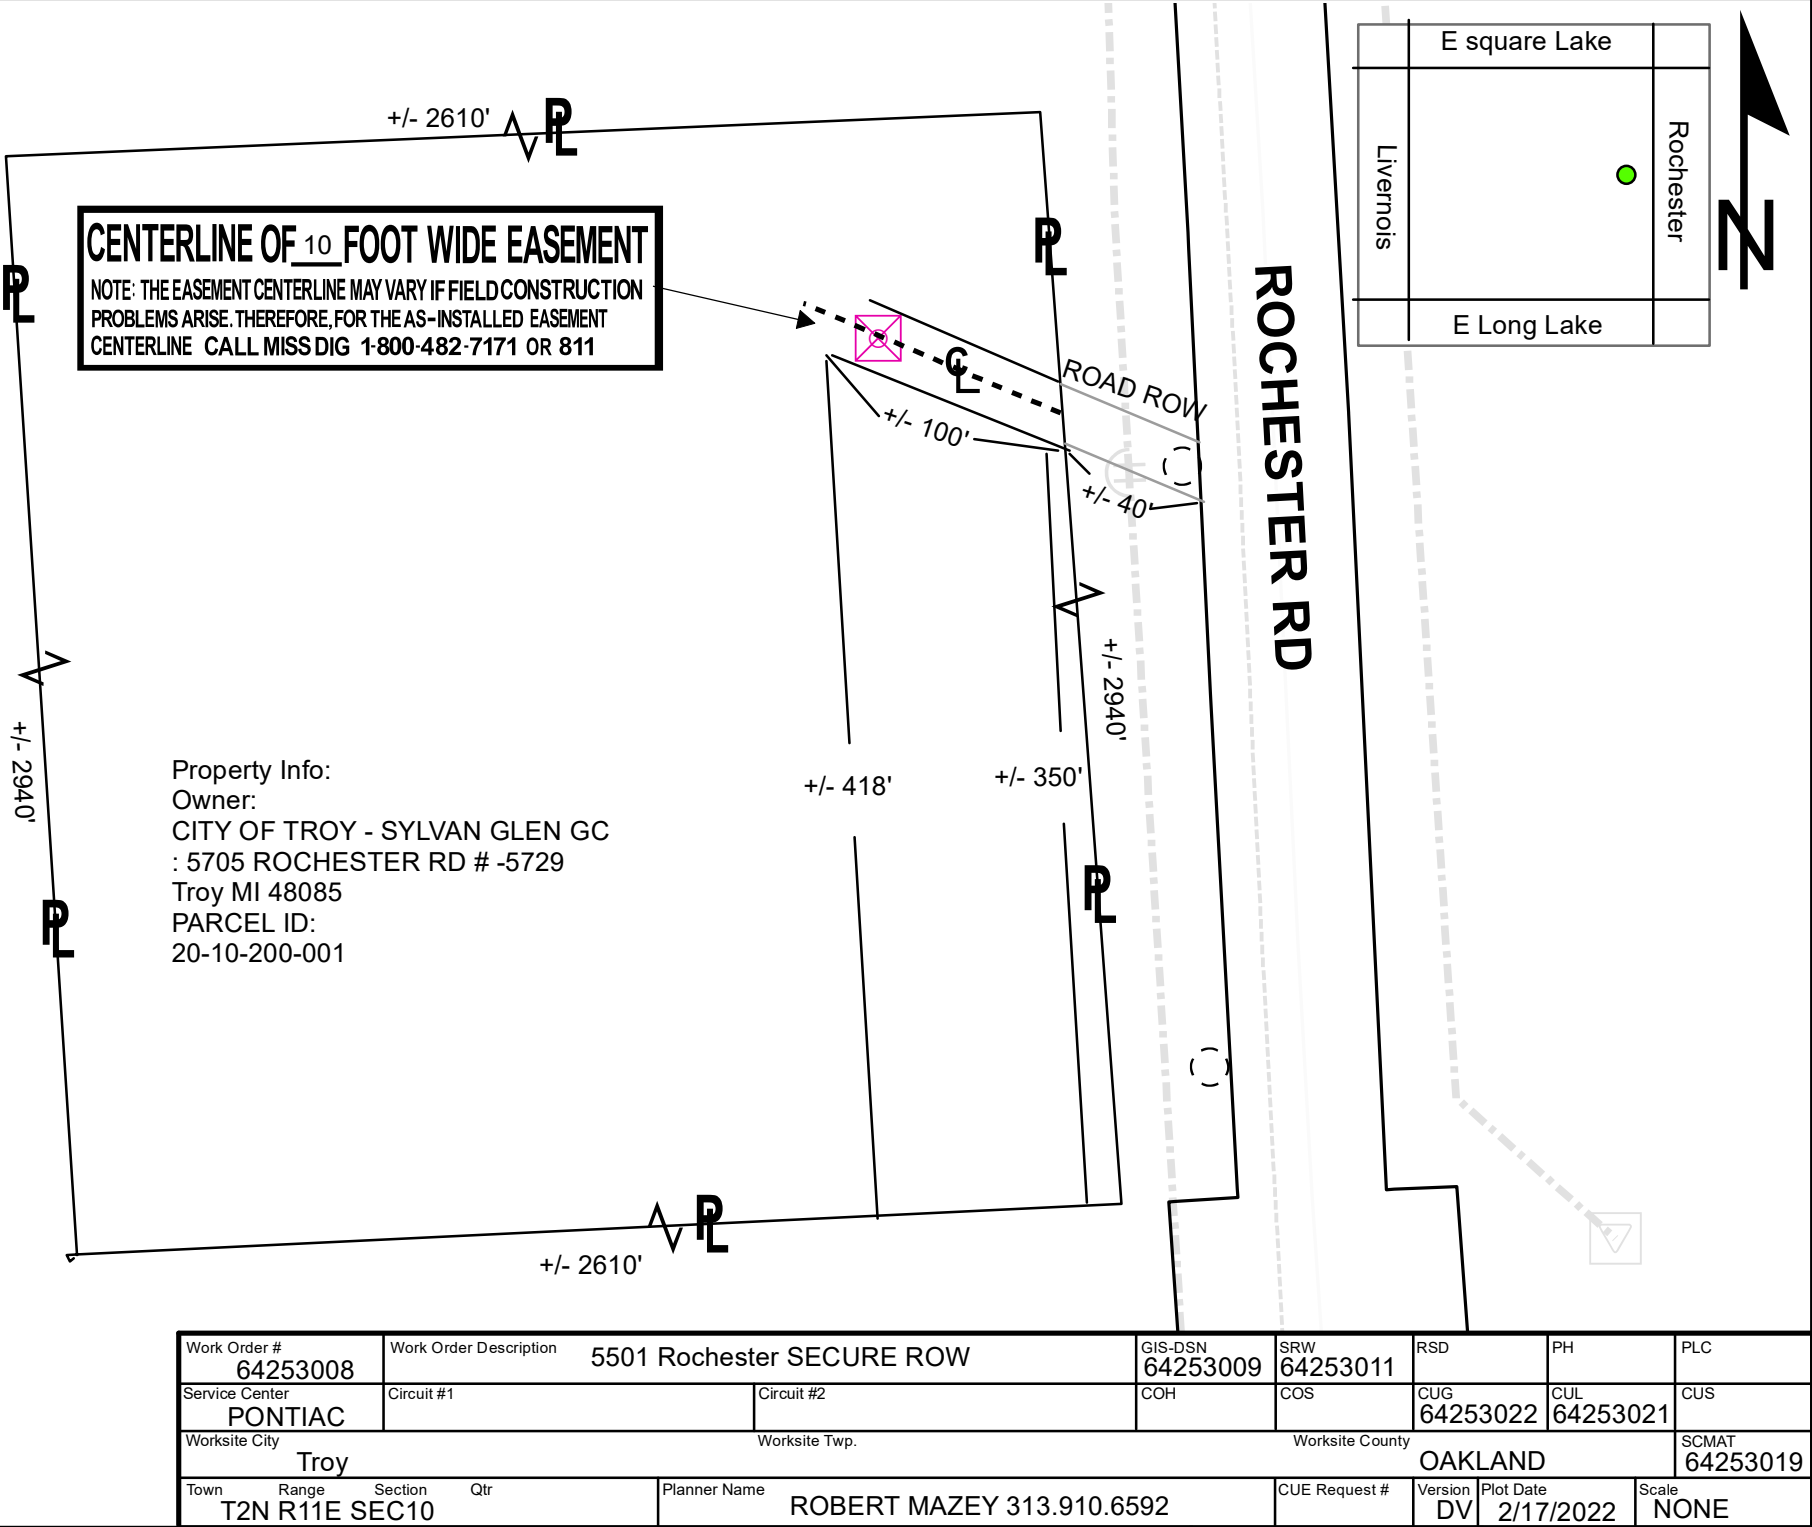 +/- 2610'
PL
E square Lake
Livernois
Rochester
E Long Lake
N
CENTERLINE OF 10 FOOT WIDE EASEMENT
NOTE: THE EASEMENT CENTERLINE MAY VARY IF FIELD CONSTRUCTION
PROBLEMS ARISE. THEREFORE, FOR THE AS-INSTALLED EASEMENT
CENTERLINE CALL MISS DIG 1-800-482-7171 OR 811
PL
PL
CL
ROAD ROW
+/- 100'
+/- 40'
ROCHESTER RD
+/- 2940'
+/- 2940'
+/- 418'
+/- 350'
Property Info:
Owner:
CITY OF TROY - SYLVAN GLEN GC
: 5705 ROCHESTER RD # -5729
Troy MI 48085
PARCEL ID:
20-10-200-001
PL
PL
PL
+/- 2610'
Work Order #
64253008
Work Order Description
5501 Rochester SECURE ROW
GIS-DSN
64253009
SRW
64253011
RSD
PH
PLC
Service Center
PONTIAC
Circuit #1
Circuit #2
COH
COS
CUG
64253022
CUL
64253021
CUS
Worksite City
Troy
Worksite Twp.
Worksite County
OAKLAND
SCMAT
64253019
Town Range Section Qtr
T2N R11E SEC10
Planner Name
ROBERT MAZEY 313.910.6592
CUE Request #
Version
DV
Plot Date
2/17/2022
Scale
NONE